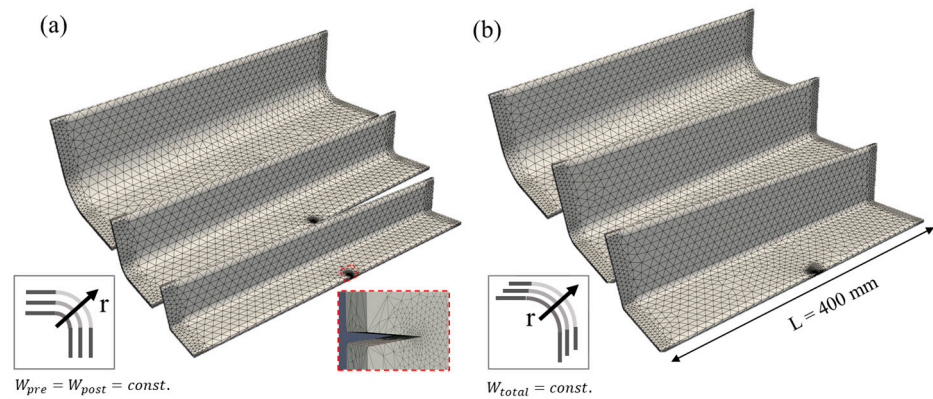 (a)
(b)
r
r
L = 400 mm
W_pre = W_post = const.
W_total = const.